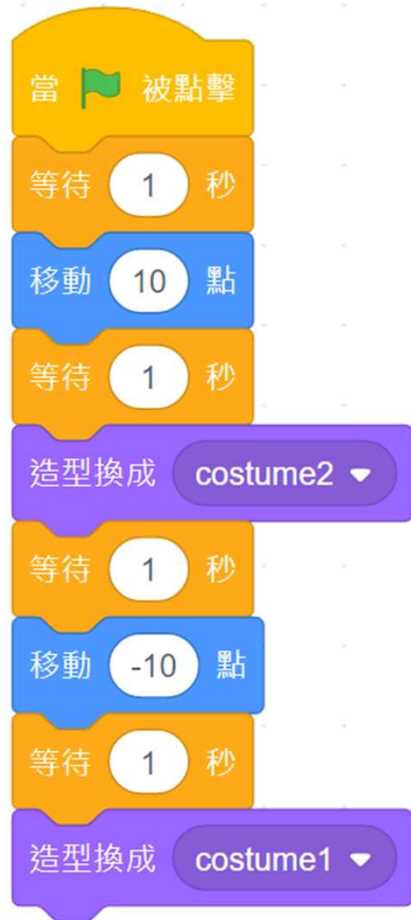 當 被點擊
等待 1 秒
移動 10 點
等待 1 秒
造型換成 costume2
等待 1 秒
移動 -10 點
等待 1 秒
造型換成 costume1